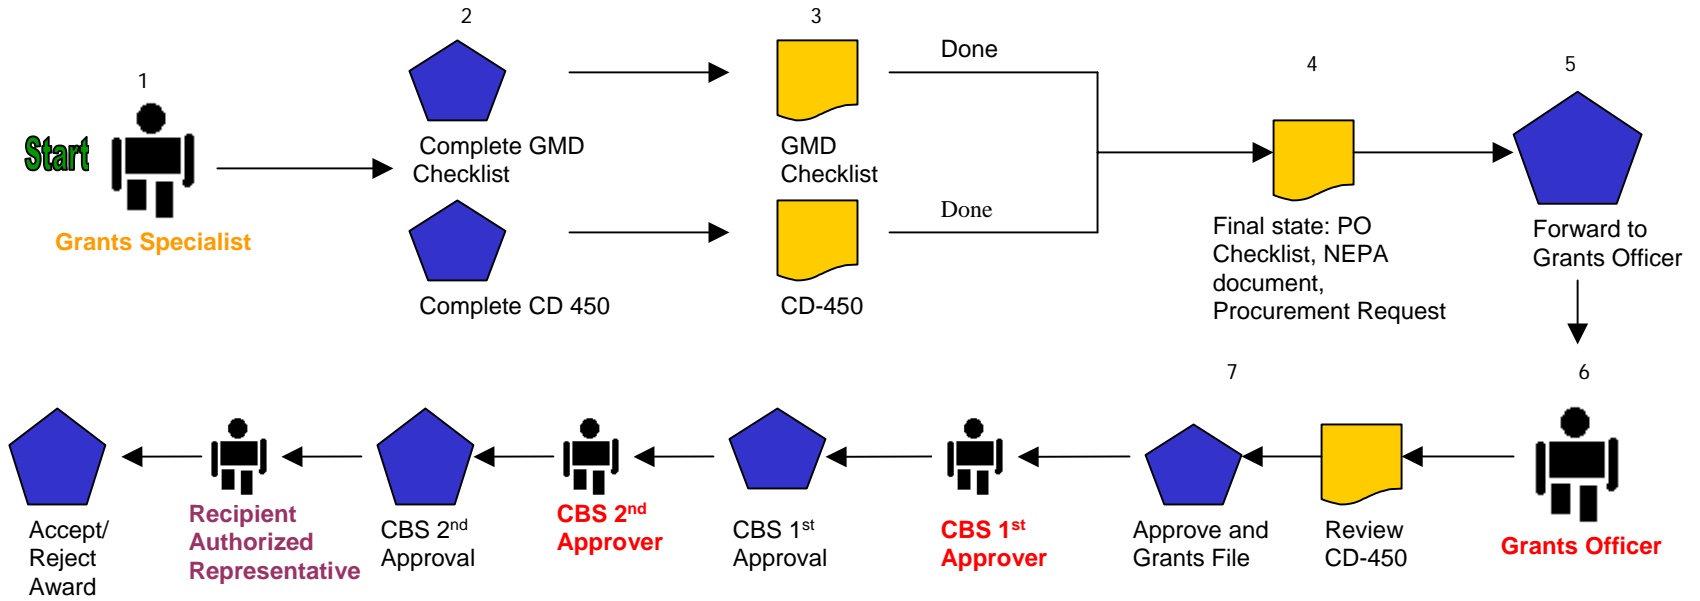 2
3
Done
4
5
1
Start
Complete GMD
Checklist
GMD
Checklist
Grants Specialist
Done
Final state: PO
Checklist, NEPA
document,
Procurement Request
Forward to
Grants Officer
Complete CD 450
CD-450
7
6
Accept/
Reject
Award
Recipient
Authorized
Representative
CBS 2nd
Approval
CBS 2nd
Approver
CBS 1st
Approval
CBS 1st
Approver
Approve and
Grants File
Review
CD-450
Grants Officer